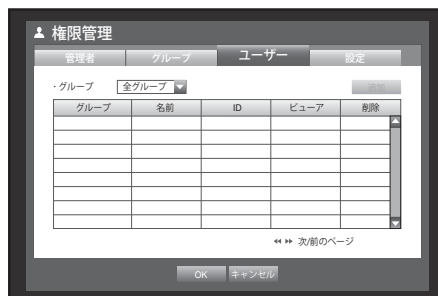 権限管理
管理者 グループ ユーザー 設定
・グループ 全グループ 追加
グループ 名前 ID ビューア 削除
次/前のページ
OK キャンセル